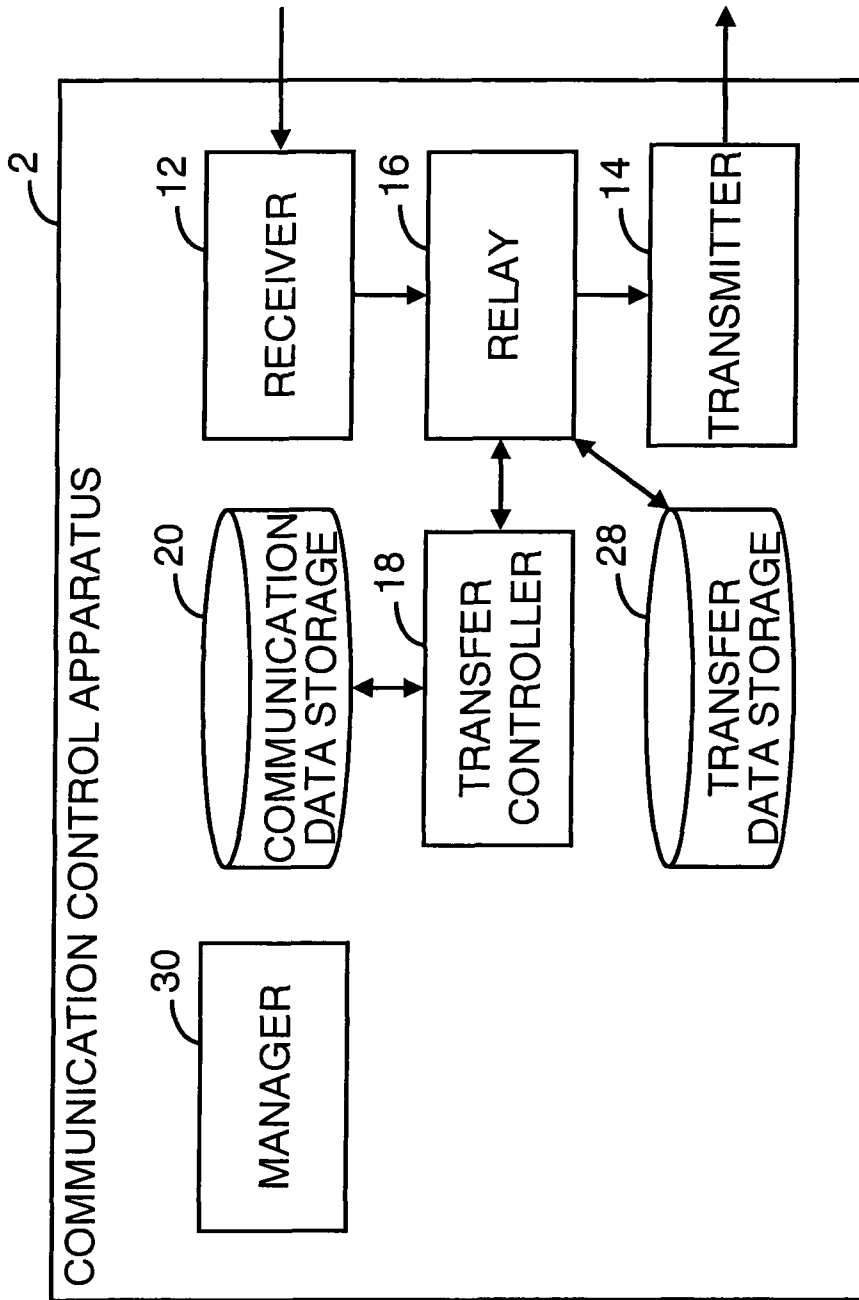 COMMUNICATION CONTROL APPARATUS
2
30
MANAGER
20
COMMUNICATION
DATA STORAGE
12
RECEIVER
18
TRANSFER
CONTROLLER
16
RELAY
28
TRANSFER
DATA STORAGE
14
TRANSMITTER